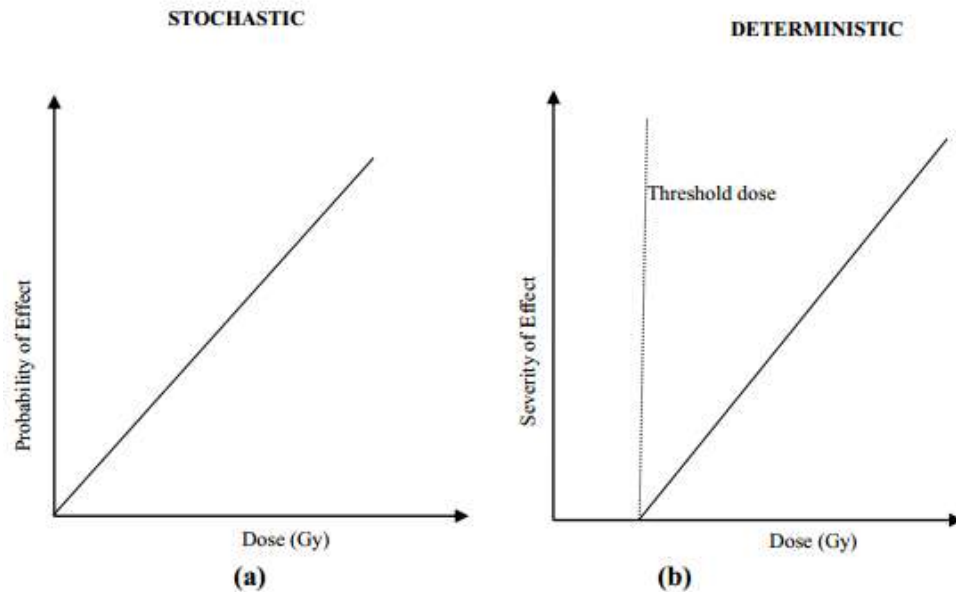 STOCHASTIC
Probability of Effect
Dose (Gy)
(a)
DETERMINISTIC
Threshold dose
Severity of Effect
Dose (Gy)
(b)